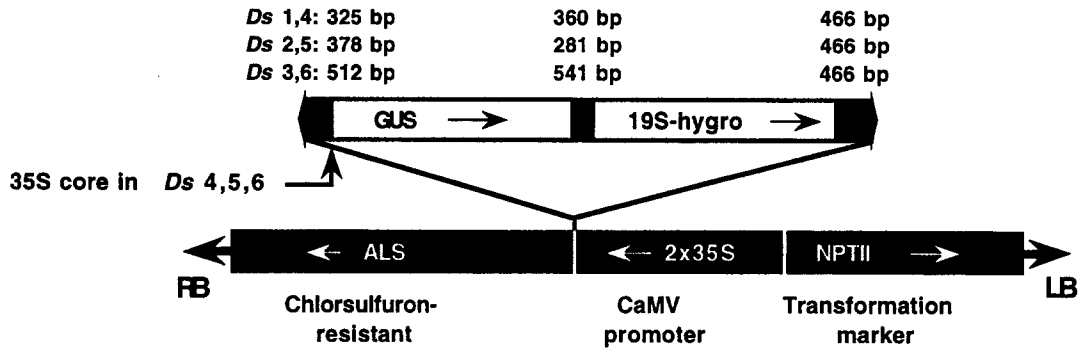 Ds 1,4: 325 bp 360 bp 466 bp
Ds 2,5: 378 bp 281 bp 466 bp
Ds 3,6: 512 bp 541 bp 466 bp
GUS → 19S-hygro →
35S core in Ds 4,5,6
← ALS ← 2x35S NPTII →
RB LB
Chlorsulfuron- CaMV Transformation
resistant promoter marker